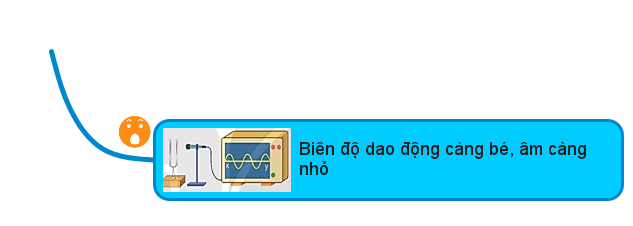 Biên độ dao động càng bé, âm càng
nhỏ
x
y